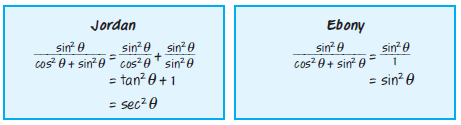 Jordan
sin² θ / cos² θ + sin² θ = sin² θ / cos² θ + sin² θ / sin² θ
= tan² θ + 1
= sec² θ
Ebony
sin² θ / cos² θ + sin² θ = sin² θ / 1
= sin² θ